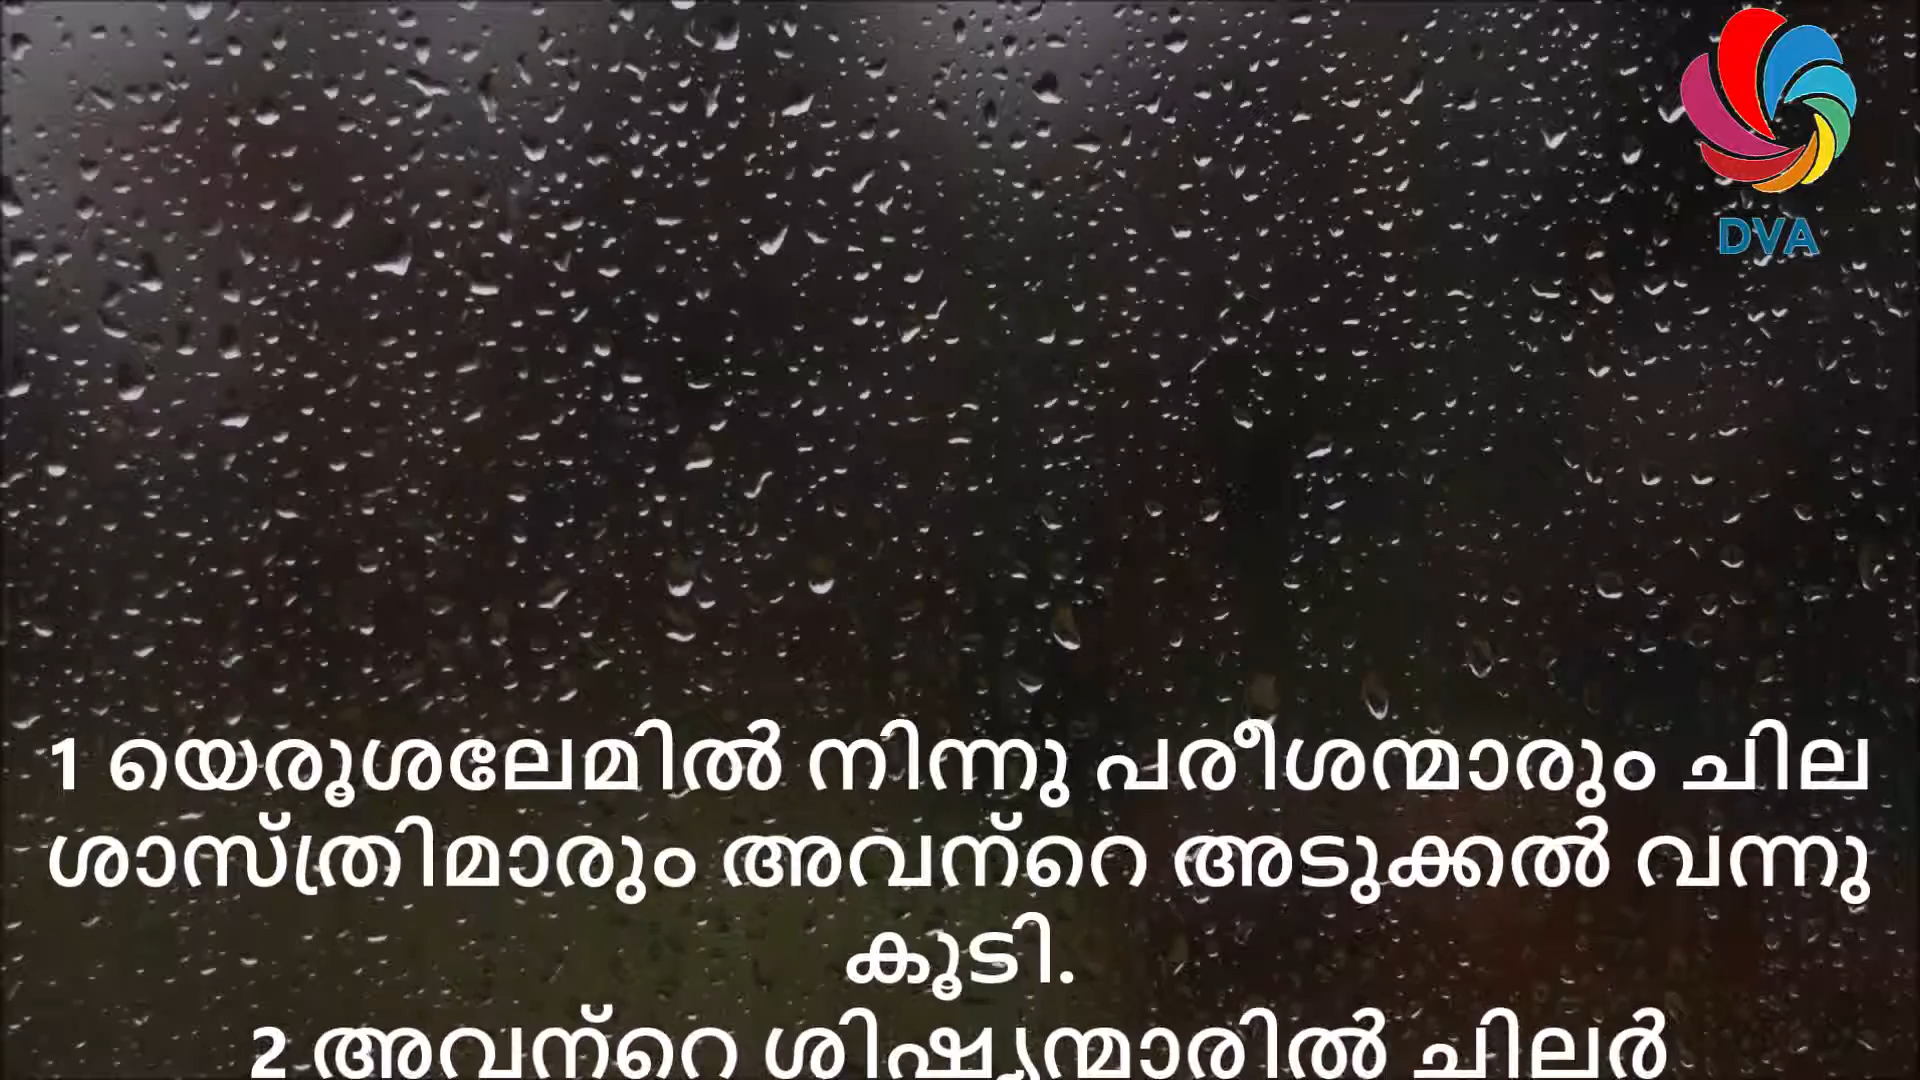 DVA
1 യെരൂശലേമിൽ നിന്നു പരീശന്മാരും ചില
ശാസ്ത്രിമാരും അവന്റെ അടുക്കൽ വന്നു
കൂടി.
2 അവന്റെ ശിഷ്യന്മാരിൽ ചിലർ